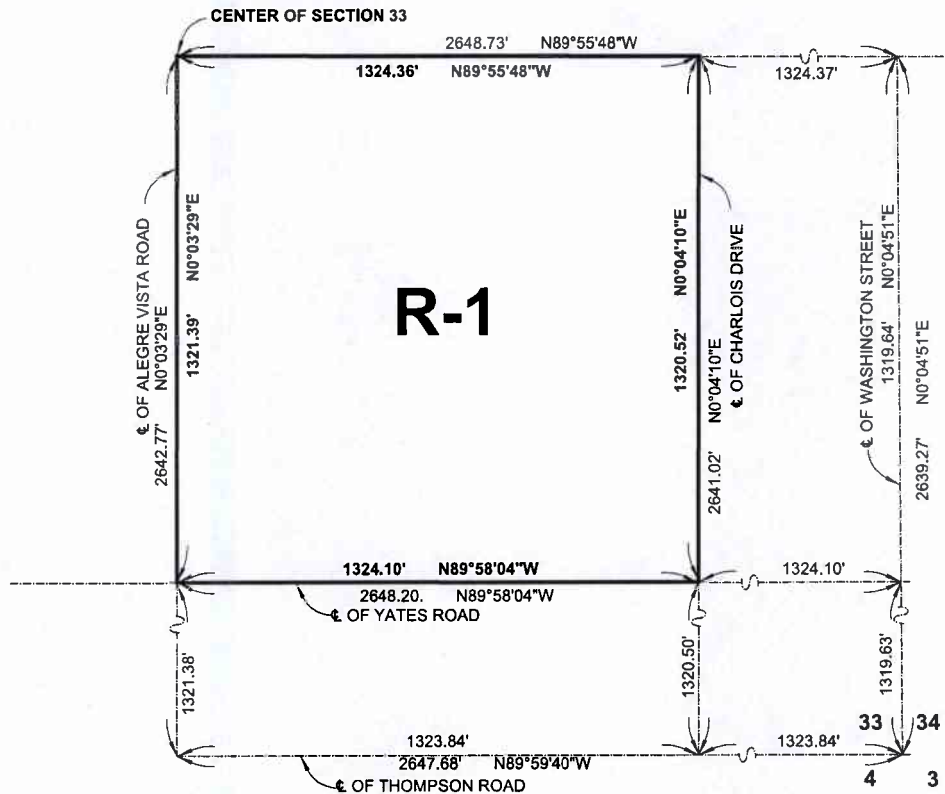 CENTER OF SECTION 33
2648.73' N89°55'48"W
1324.36' N89°55'48"W
1324.37'
℄ OF ALEGRE VISTA ROAD
2642.77' N0°03'29"E
1321.39' N0°03'29"E
R-1
1320.52' N0°04'10"E
2641.02' N0°04'10"E
℄ OF CHARLOIS DRIVE
℄ OF WASHINGTON STREET
1319.64' N0°04'51"E
2639.27' N0°04'51"E
1324.10' N89°58'04"W
1324.10'
2648.20. N89°58'04"W
℄ OF YATES ROAD
1321.38'
1320.50'
1319.63'
33 34
1323.84'
1323.84'
2647.68' N89°59'40"W
℄ OF THOMPSON ROAD
4 3